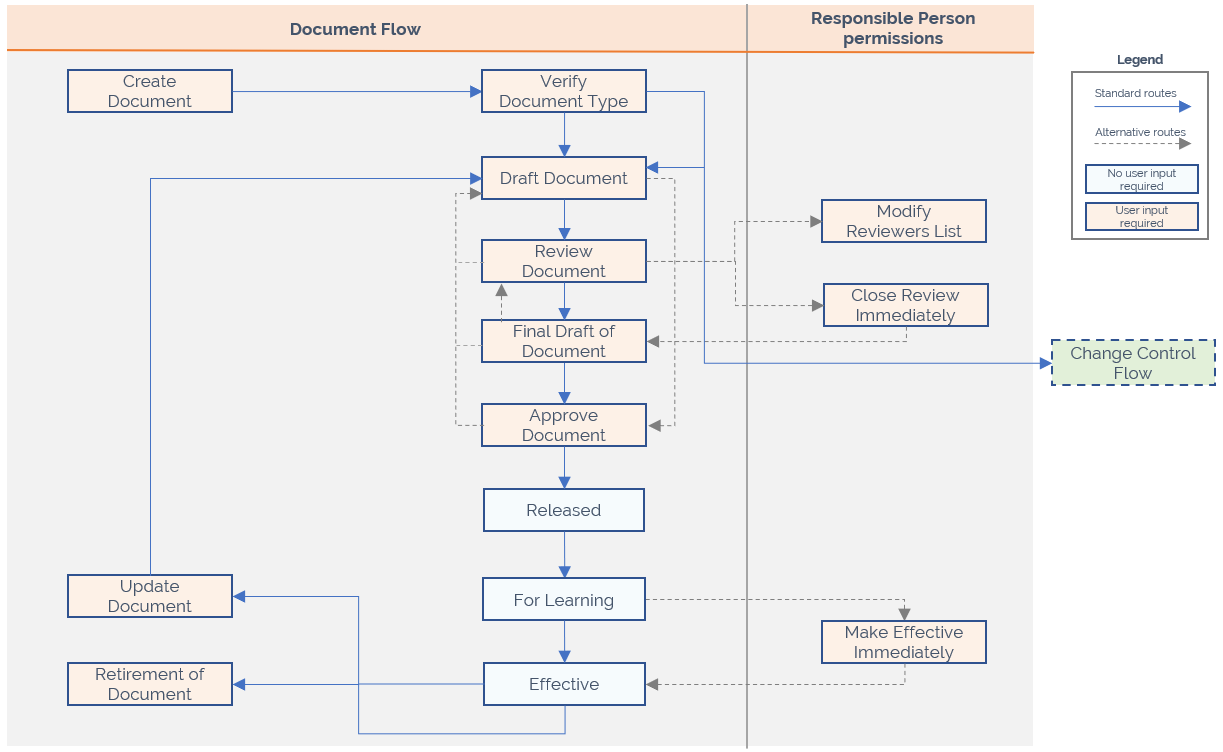 Document Flow
Responsible Person
permissions
Legend
Standard routes
Alternative routes
No user input
required
User input
required
Create
Document
Verify
Document Type
Draft Document
Modify
Reviewers List
Review
Document
Close Review
Immediately
Final Draft of
Document
Change Control
Flow
Approve
Document
Released
Update
Document
For Learning
Make Effective
Immediately
Retirement of
Document
Effective